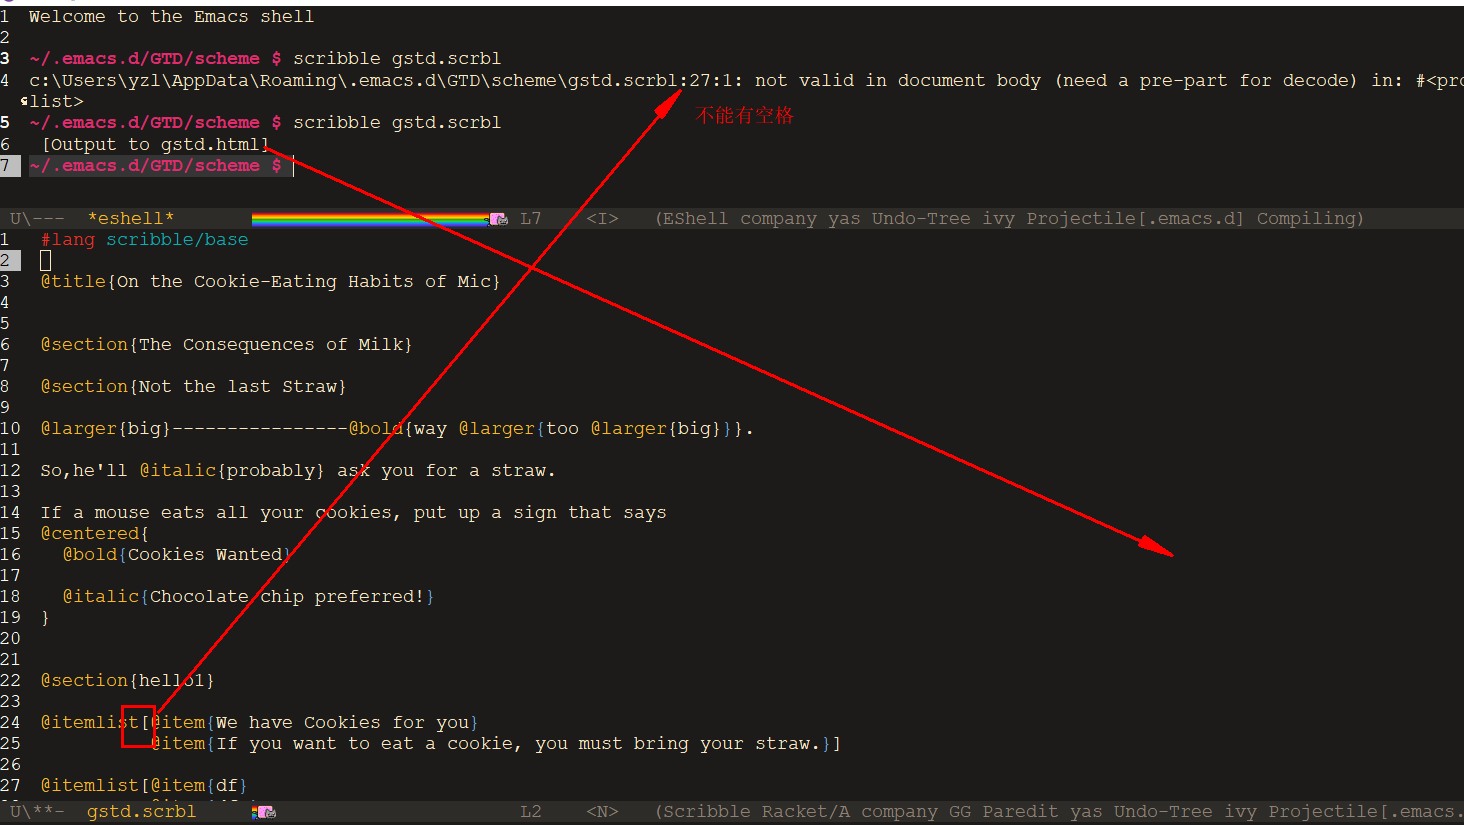 1 Welcome to the Emacs shell
2
3 ~/.emacs.d/GTD/scheme $ scribble gstd.scrbl
4 c:\Users\yzl\AppData\Roaming\.emacs.d\GTD\scheme\gstd.scrbl:27:1: not valid in document body (need a pre-part for decode) in: #<pro
list>
不能有空格
5 ~/.emacs.d/GTD/scheme $ scribble gstd.scrbl
6 [Output to gstd.html]
7 ~/.emacs.d/GTD/scheme $
U\--- *eshell* L7 <I> (EShell company yas Undo-Tree ivy Projectile[.emacs.d] Compiling)
1 #lang scribble/base
2
3 @title{On the Cookie-Eating Habits of Mic}
4
5
6 @section{The Consequences of Milk}
7
8 @section{Not the last Straw}
9
10 @larger{big}----------------@bold{way @larger{too @larger{big}}}.
11
12 So,he'll @italic{probably} ask you for a straw.
13
14 If a mouse eats all your cookies, put up a sign that says
15 @centered{
16 @bold{Cookies Wanted}
17
18 @italic{Chocolate chip preferred!}
19 }
20
21
22 @section{hello1}
23
24 @itemlist[@item{We have Cookies for you}
25 @item{If you want to eat a cookie, you must bring your straw.}]
26
27 @itemlist[@item{df}
U\**- gstd.scrbl L2 <N> (Scribble Racket/A company GG Paredit yas Undo-Tree ivy Projectile[.emacs.